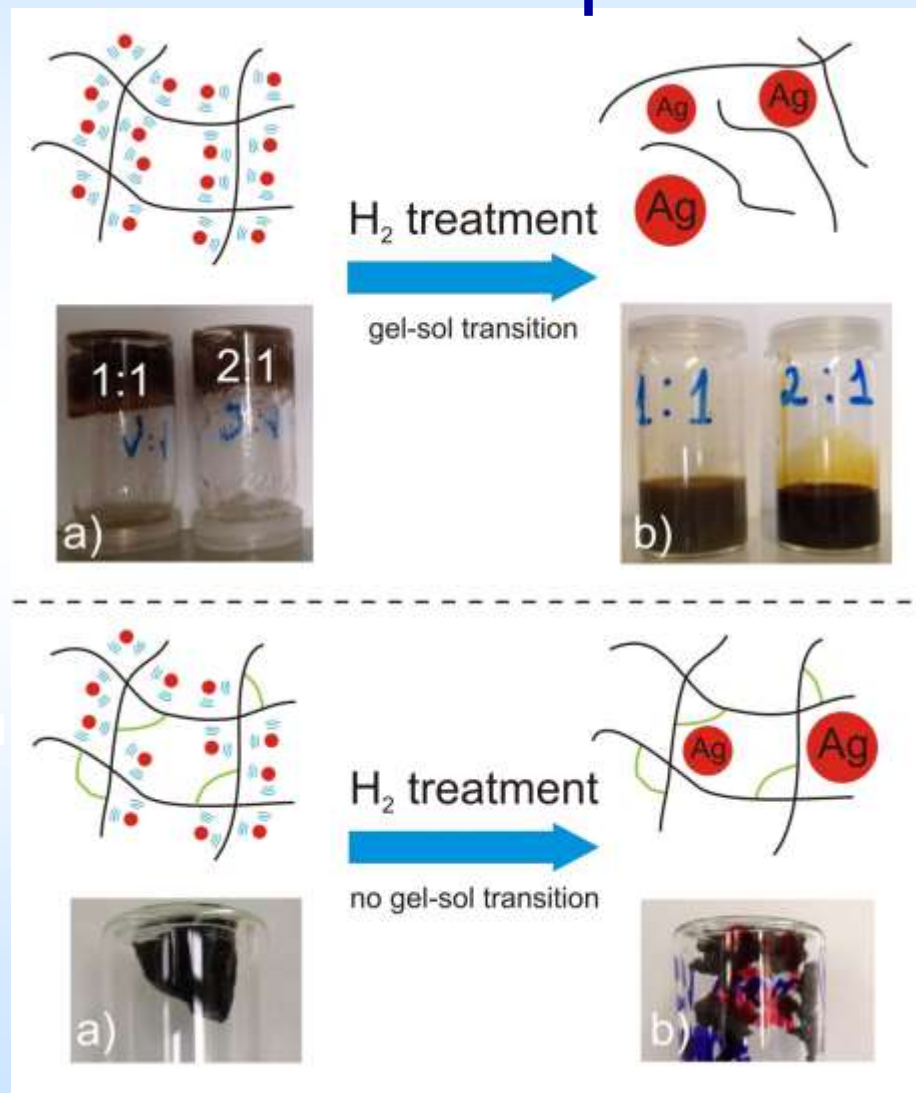 Ag
Ag
Ag
H₂ treatment
gel-sol transition
1:1
2:1
a)
1:1
2:1
b)
Ag
Ag
H₂ treatment
no gel-sol transition
a)
b)